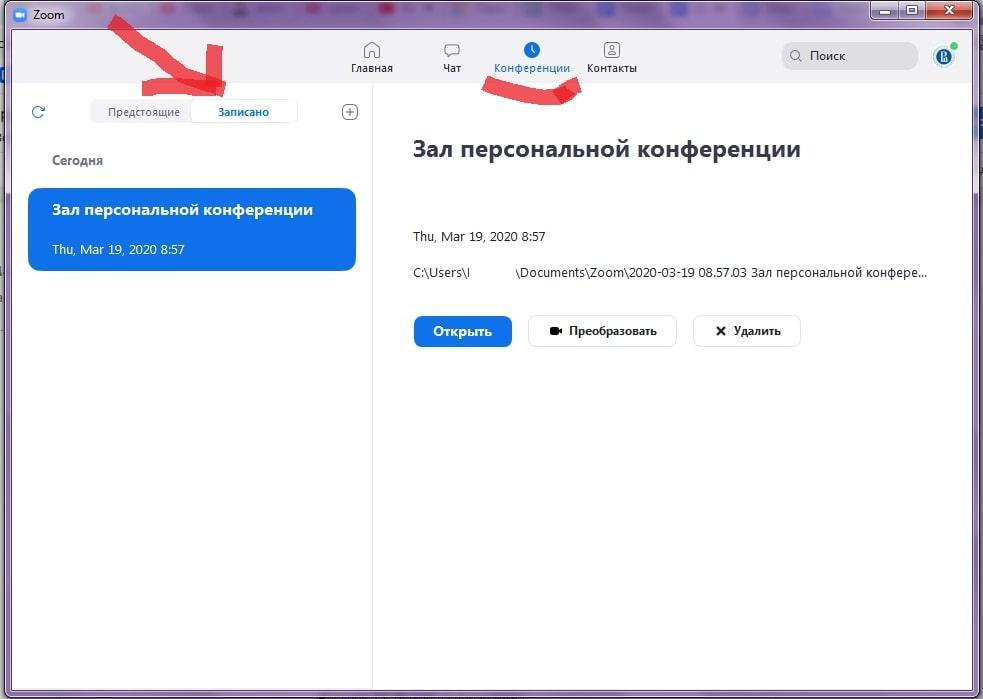 Zoom
Главная
Чат
Конференции
Контакты
Поиск
Предстоящие
Записано
Сегодня
Зал персональной конференции
Thu, Mar 19, 2020 8:57
Зал персональной конференции
Thu, Mar 19, 2020 8:57
C:\Users\I \Documents\Zoom\2020-03-19 08.57.03 Зал персональной конфере...
Открыть
Преобразовать
Удалить